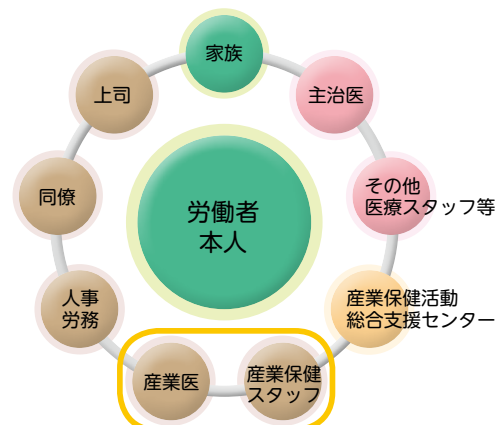 家族
主治医
その他
医療スタッフ等
産業保健活動
総合支援センター
産業保健
スタッフ
産業医
人事
労務
同僚
上司
労働者
本人